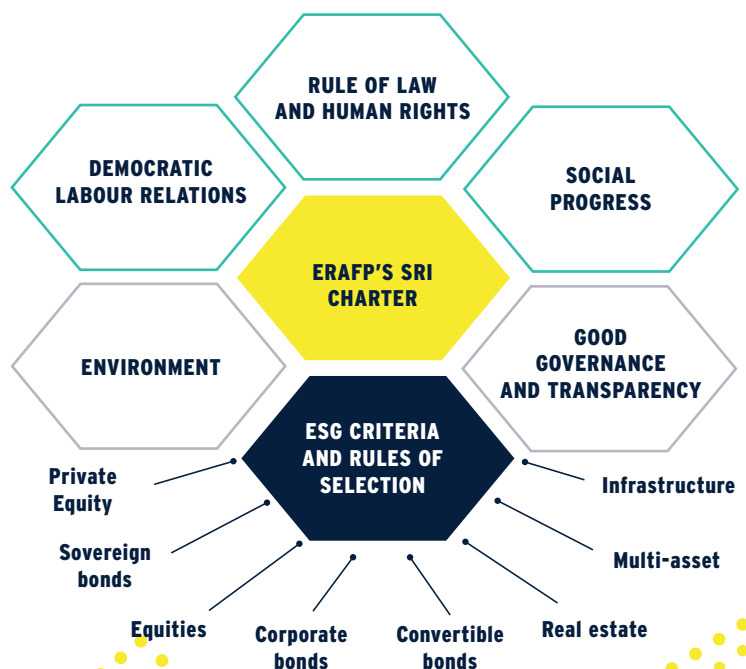 RULE OF LAW
AND HUMAN RIGHTS
DEMOCRATIC
LABOUR RELATIONS
SOCIAL
PROGRESS
ERAFP'S SRI
CHARTER
ENVIRONMENT
GOOD
GOVERNANCE
AND TRANSPARENCY
ESG CRITERIA
AND RULES OF
SELECTION
Private
Equity
Sovereign
bonds
Equities
Corporate
bonds
Convertible
bonds
Real estate
Multi-asset
Infrastructure